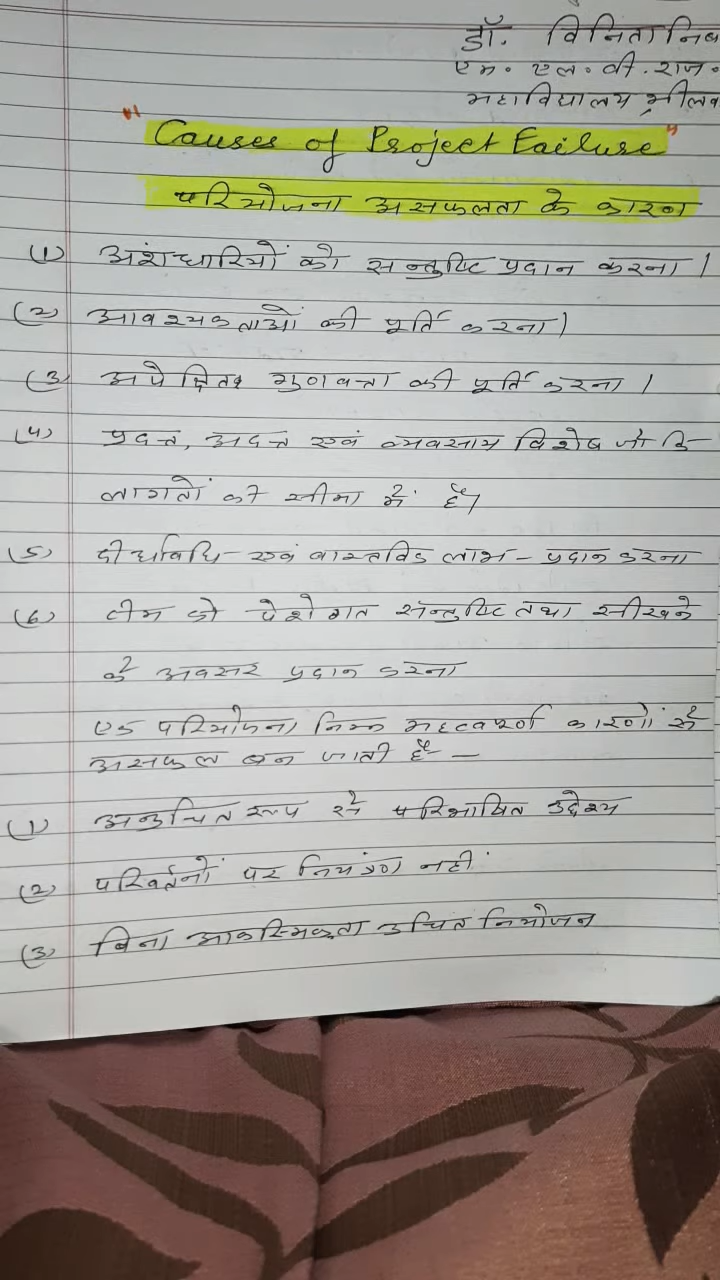 डॉ. विनिता
एम. एल. वी. राज.
महाविद्यालय भीलव
"Causes of Project Failure"
परियोजना असफलता के कारण
(1) अंशधारियों को सन्तुष्टि प्रदान करना।
(2) आवश्यकताओं की पूर्ति करना।
(3) अपेक्षित गुणवत्ता की पूर्ति करना।
(4) प्रदत्त, अदत्त एवं व्यवसाय विशेष जो कि
लागतों की सीमा में है।
(5) दीर्घावधि - एवं वास्तविक लाभ - प्रदान करना
(6) टीम को पेशेगत सन्तुष्टि तथा सीखने
के अवसर प्रदान करना
एक परियोजना निम्न महत्वपूर्ण कारणों से
असफल बन जाती है -
(1) अनुचित रूप से परिभाषित उद्देश्य
(2) परिवर्तनों पर नियंत्रण नहीं
(3) बिना आकस्मिकता उचित नियोजन